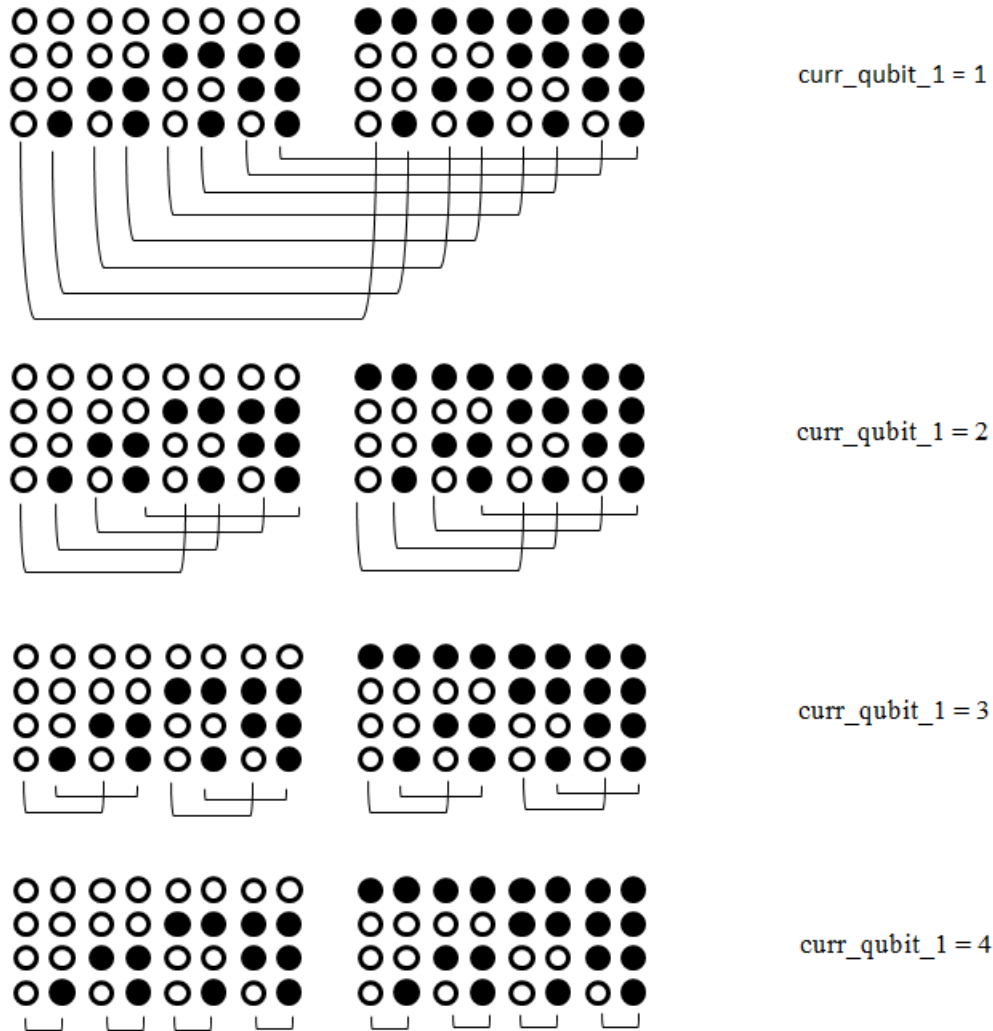 curr_qubit_1 = 1
curr_qubit_1 = 2
curr_qubit_1 = 3
curr_qubit_1 = 4